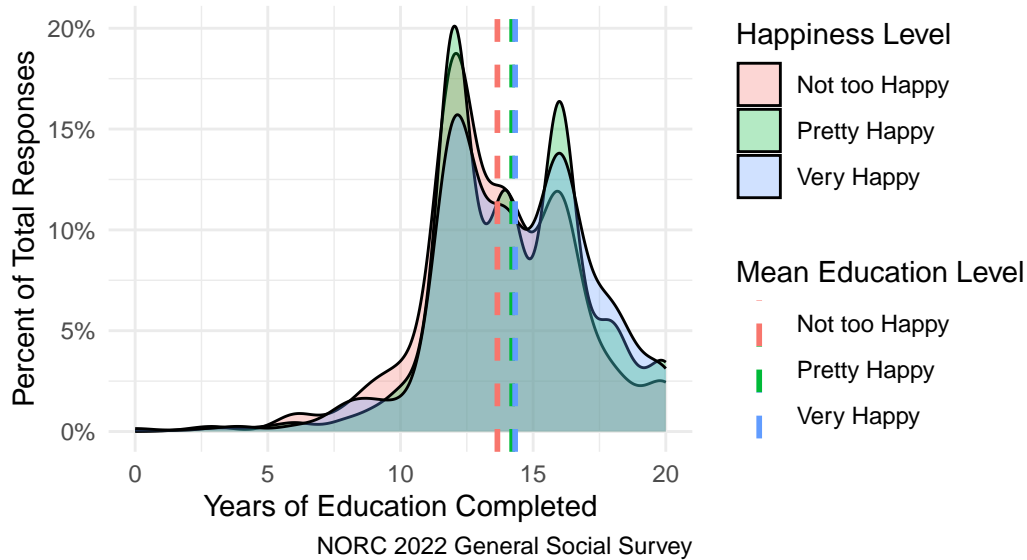 Percent of Total Responses
20%
15%
10%
5%
0%
0 5 10 15 20
Years of Education Completed
NORC 2022 General Social Survey
Happiness Level
Not too Happy
Pretty Happy
Very Happy
Mean Education Level
Not too Happy
Pretty Happy
Very Happy